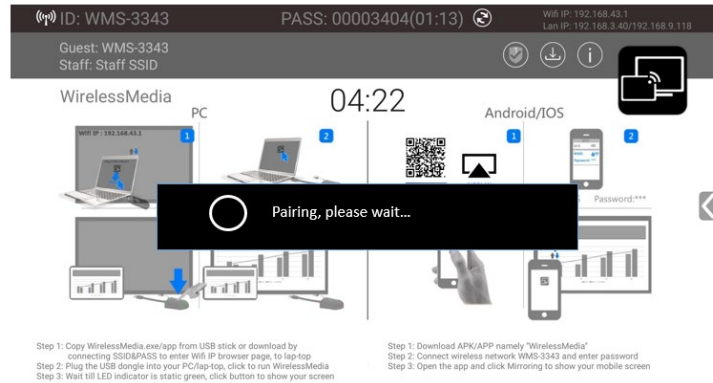 ID: WMS-3343
PASS: 00003404(01:13)
Wifi IP: 192.168.43.1
Lan IP: 192.168.3.40/192.168.9.118
Guest: WMS-3343
Staff: Staff SSID
WirelessMedia
04:22
PC
Android/IOS
Wifi IP : 192.168.43.1
1
2
1
2
Password:***
Pairing, please wait...
Step 1: Copy WirelessMedia.exe/app from USB stick or download by
connecting SSID&PASS to enter Wifi IP browser page, to lap-top
Step 2: Plug the USB dongle into your PC/lap-top, click to run WirelessMedia
Step 3: Wait till LED indicator is static green, click button to show your screen
Step 1: Download APK/APP namely "WirelessMedia"
Step 2: Connect wireless network WMS-3343 and enter password
Step 3: Open the app and click Mirroring to show your mobile screen